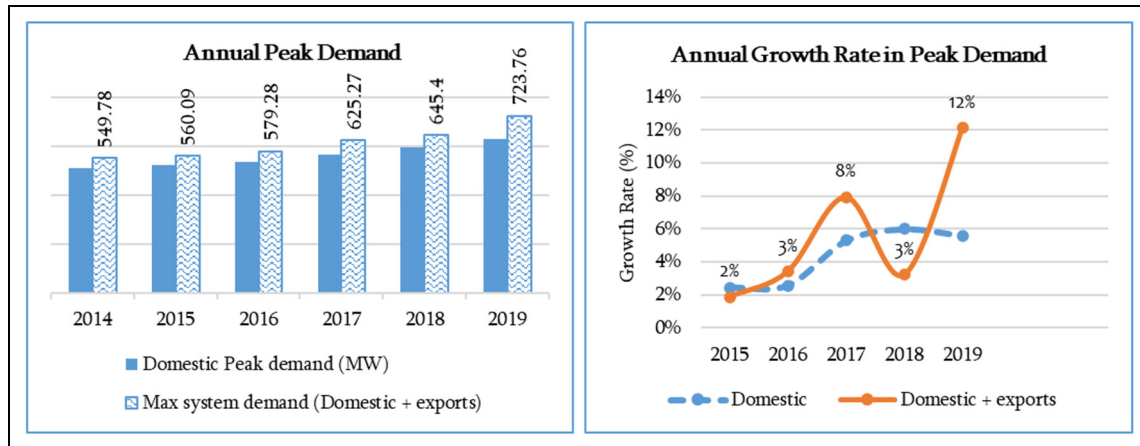 Annual Peak Demand
549.78
560.09
579.28
625.27
645.4
723.76
2014 2015 2016 2017 2018 2019
Domestic Peak demand (MW)
Max system demand (Domestic + exports)
Annual Growth Rate in Peak Demand
Growth Rate (%)
14%
12%
10%
8%
6%
4%
2%
0%
2%
3%
8%
3%
12%
2015 2016 2017 2018 2019
Domestic
Domestic + exports